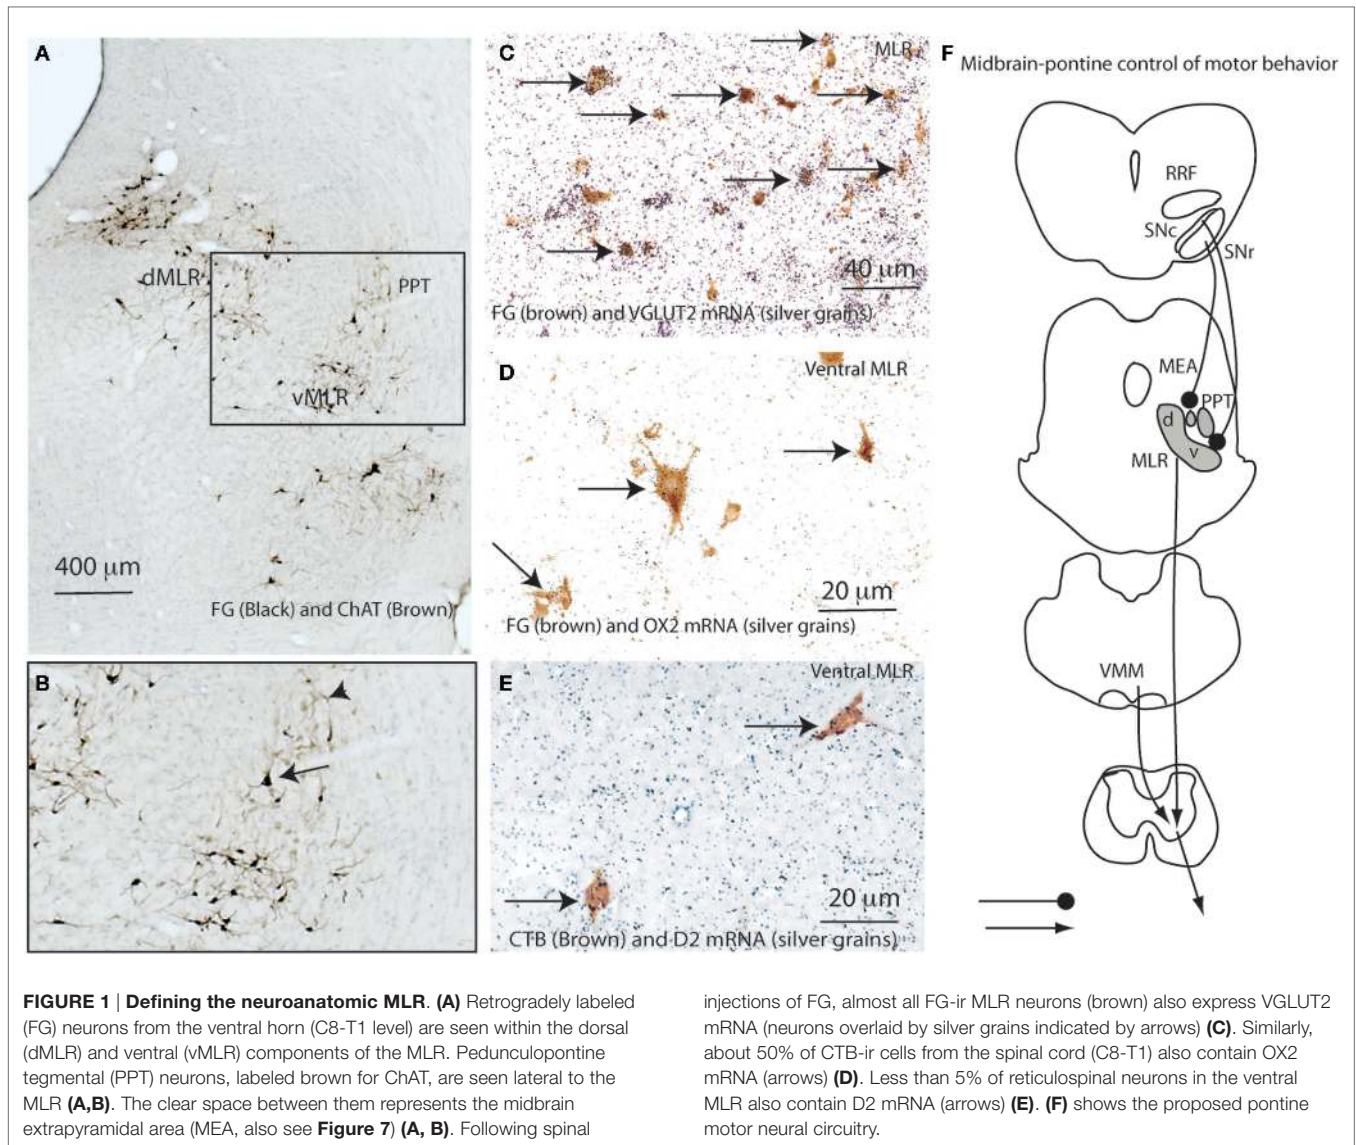 A
dMLR
PPT
vMLR
400 μm
FG (Black) and ChAT (Brown)
B
C
MLR
40 μm
FG (brown) and VGLUT2 mRNA (silver grains)
D
Ventral MLR
20 μm
FG (brown) and OX2 mRNA (silver grains)
E
Ventral MLR
20 μm
CTB (Brown) and D2 mRNA (silver grains)
F
Midbrain-pontine control of motor behavior
RRF
SNc
SNr
MEA
PPT
d
v
MLR
VMM
FIGURE 1 | Defining the neuroanatomic MLR. (A) Retrogradely labeled
(FG) neurons from the ventral horn (C8-T1 level) are seen within the dorsal
(dMLR) and ventral (vMLR) components of the MLR. Pedunculopontine
tegmental (PPT) neurons, labeled brown for ChAT, are seen lateral to the
MLR (A,B). The clear space between them represents the midbrain
extrapyramidal area (MEA, also see Figure 7) (A, B). Following spinal
injections of FG, almost all FG-ir MLR neurons (brown) also express VGLUT2
mRNA (neurons overlaid by silver grains indicated by arrows) (C). Similarly,
about 50% of CTB-ir cells from the spinal cord (C8-T1) also contain OX2
mRNA (arrows) (D). Less than 5% of reticulospinal neurons in the ventral
MLR also contain D2 mRNA (arrows) (E). (F) shows the proposed pontine
motor neural circuitry.